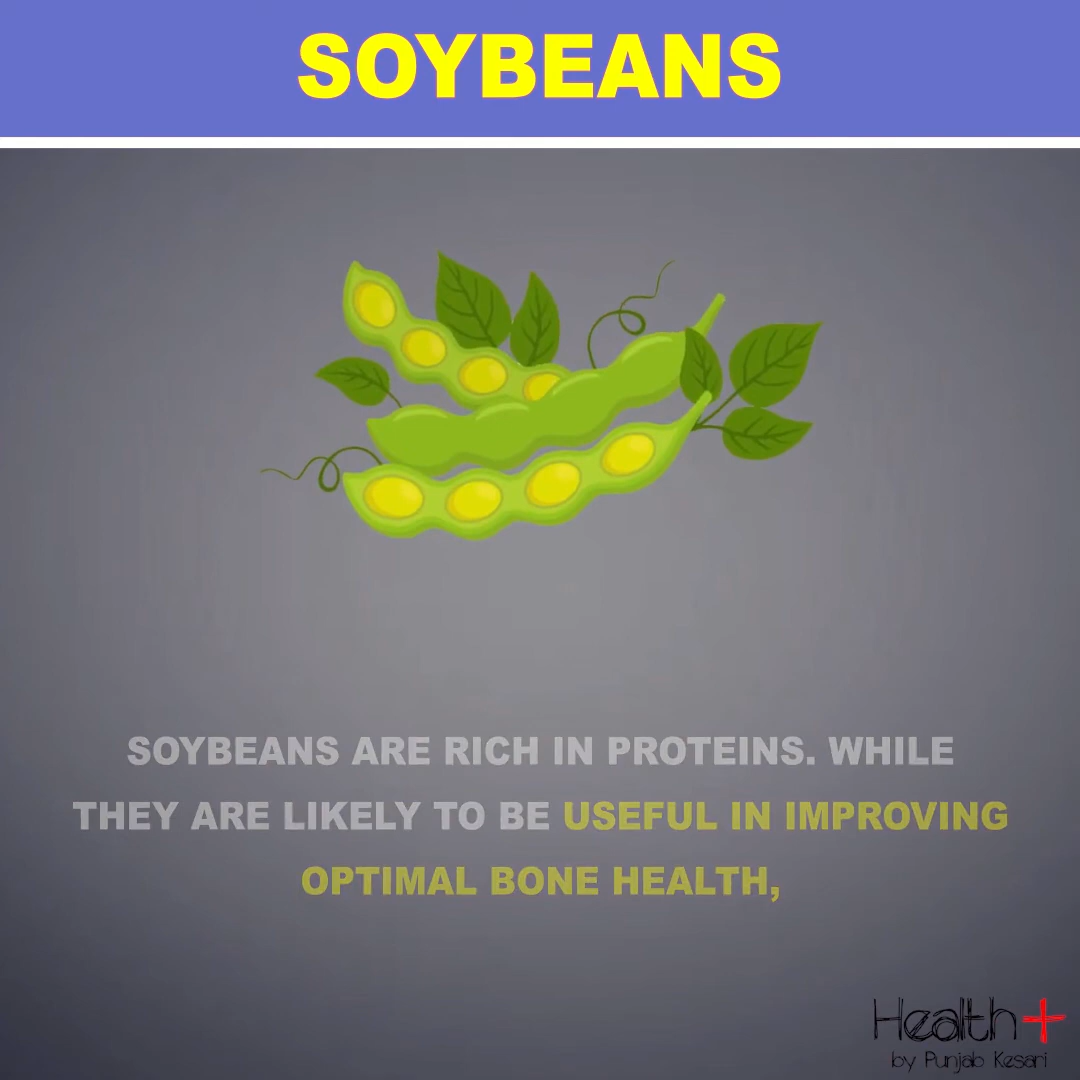 SOYBEANS
SOYBEANS ARE RICH IN PROTEINS. WHILE
THEY ARE LIKELY TO BE USEFUL IN IMPROVING
OPTIMAL BONE HEALTH,
Health+
by Punjab Kesari